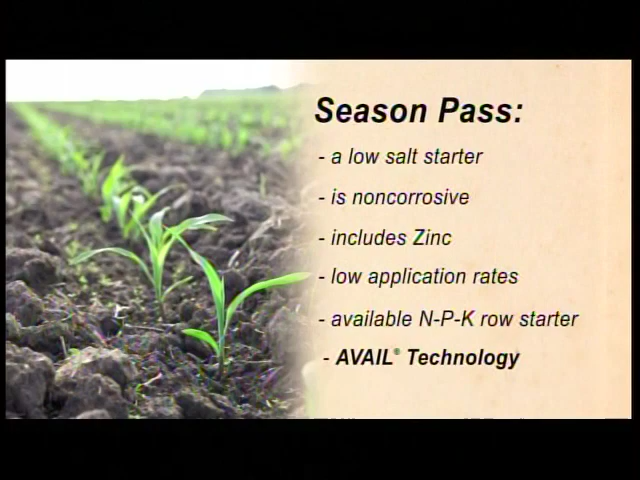 Season Pass:
- a low salt starter
- is noncorrosive
- includes Zinc
- low application rates
- available N-P-K row starter
- AVAIL® Technology